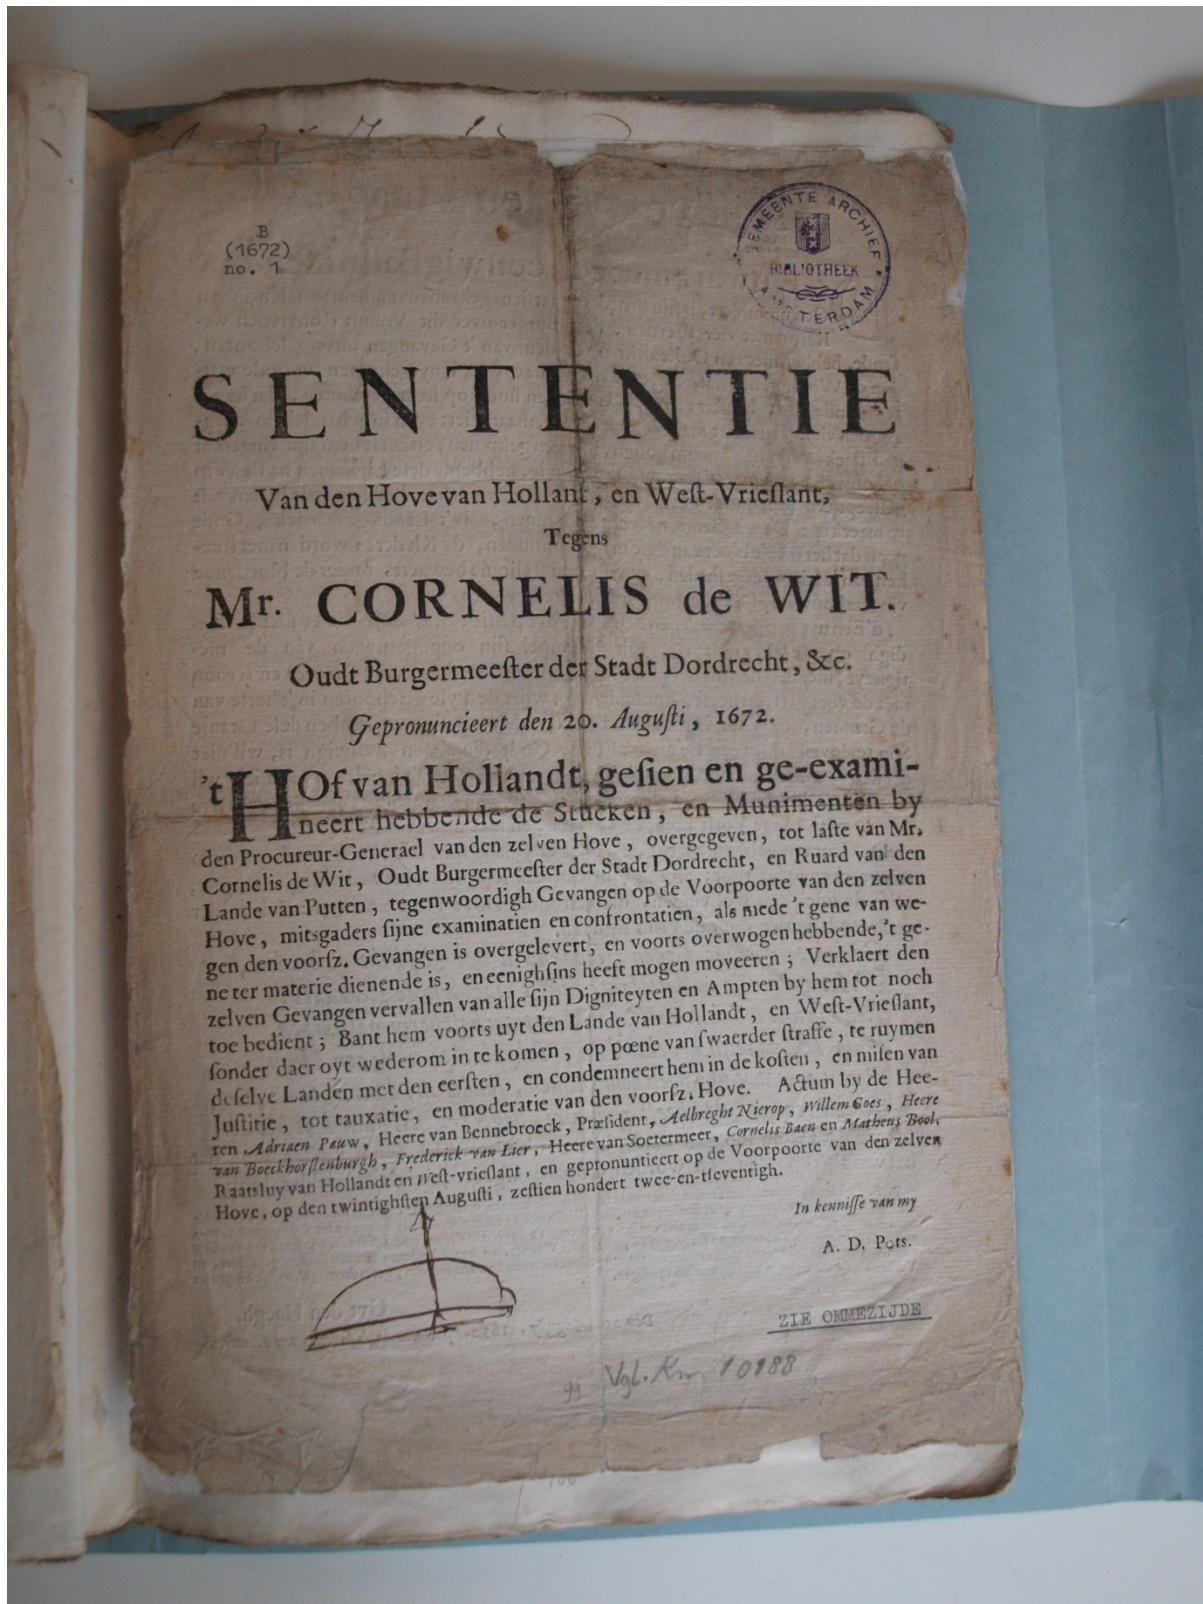 B
(1672)
no. 1
GEMEENTE ARCHIEF
BIBLIOTHEEK
AMSTERDAM
SENTENTIE
Van den Hove van Hollant, en Weſt-Vrieſlant,
Tegens
Mr. CORNELIS de WIT.
Oudt Burgermeeſter der Stadt Dordrecht, &c.
Gepronuncieert den 20. Auguſti, 1672.
't HOf van Hollandt, geſien en ge-exami-
neert hebbende de Stucken, en Munimenten by
den Procureur-Generael van den zelven Hove, overgegeven, tot laſte van Mr.
Cornelis de Wit, Oudt Burgermeeſter der Stadt Dordrecht, en Ruard van den
Lande van Putten, tegenwoordigh Gevangen op de Voorpoorte van den zelven
Hove, mitsgaders ſijne examinatien en confrontatien, als mede 't gene van we-
gen den voorſz. Gevangen is overgelevert, en voorts overwogen hebbende, 't ge-
ne ter materie dienende is, en eenighſins heeft mogen moveeren; Verklaert den
zelven Gevangen vervallen van alle ſijn Digniteyten en Ampten by hem tot noch
toe bedient; Bant hem voorts uyt den Lande van Hollandt, en Weſt-Vrieſlant,
ſonder daer oyt wederom in te komen, op pœne van ſwaerder ſtraffe, te ruymen
deſelve Landen met den eerſten, en condemneert hem in de koſten, en miſen van
Juſtitie, tot tauxatie, en moderatie van den voorſz. Hove. Actum by de Hee-
ren Adriaen Pauw, Heere van Bennebroeck, Præſident, Aelbreght Nierop, Willem Goes, Heere
van Boeckhorſtenburgh, Frederick van Lier, Heere van Soetermeer, Cornelis Baen en Matheus Bool,
Raatsluy van Hollandt en Weſt-vrieſlant, en gepronuntieert op de Voorpoorte van den zelven
Hove, op den twintighſten Auguſti, zeſtien hondert twee-en-tſeventigh.
In kenniſſe van my
A. D. Pots.
ZIE OMMEZIJDE
99 Vgl. Kn. 10188